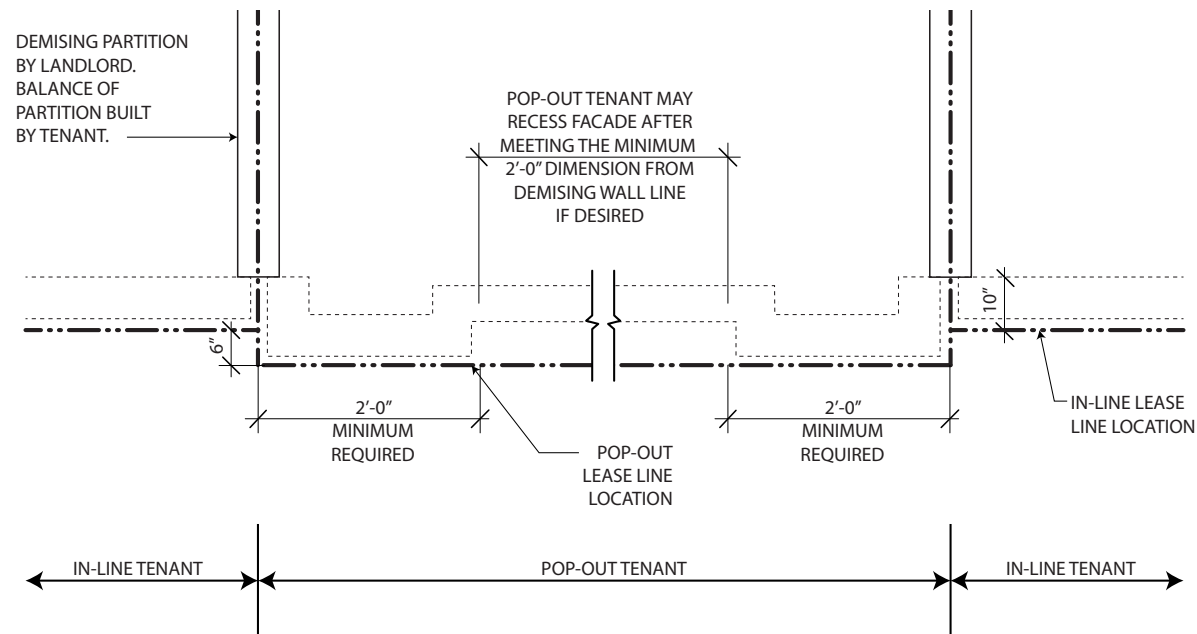 DEMISING PARTITION
BY LANDLORD.
BALANCE OF
PARTITION BUILT
BY TENANT.
POP-OUT TENANT MAY
RECESS FACADE AFTER
MEETING THE MINIMUM
2’-0” DIMENSION FROM
DEMISING WALL LINE
IF DESIRED
10”
6”
2’-0”
MINIMUM
REQUIRED
POP-OUT
LEASE LINE
LOCATION
2’-0”
MINIMUM
REQUIRED
IN-LINE LEASE
LINE LOCATION
IN-LINE TENANT
POP-OUT TENANT
IN-LINE TENANT